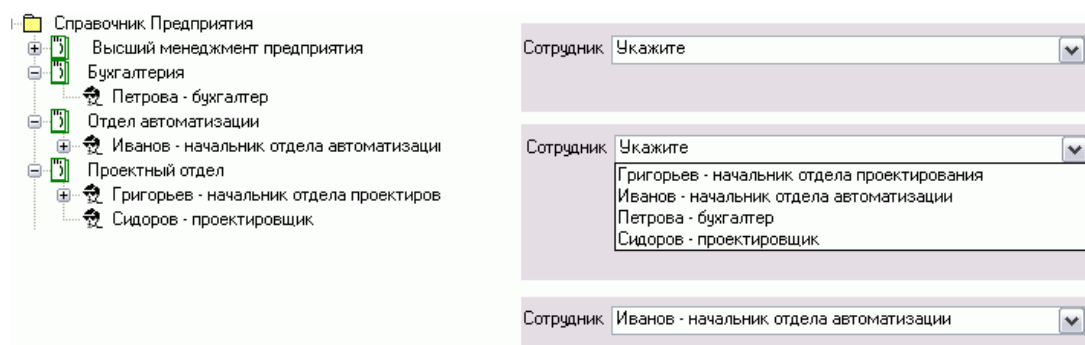 Справочник Предприятия
Высший менеджмент предприятия
Бухгалтерия
Петрова - бухгалтер
Отдел автоматизации
Иванов - начальник отдела автоматизаци
Проектный отдел
Григорьев - начальник отдела проектиров
Сидоров - проектировщик
Сотрудник Укажите
Сотрудник Укажите
Григорьев - начальник отдела проектирования
Иванов - начальник отдела автоматизации
Петрова - бухгалтер
Сидоров - проектировщик
Сотрудник Иванов - начальник отдела автоматизации